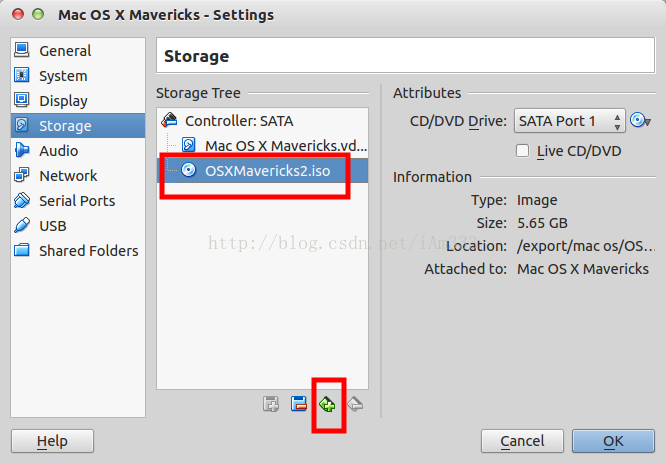 Mac OS X Mavericks - Settings
General
System
Display
Storage
Audio
Network
Serial Ports
USB
Shared Folders
Storage
Storage Tree
Controller: SATA
Mac OS X Mavericks.vd...
OSXMavericks2.iso
Attributes
CD/DVD Drive: SATA Port 1
Live CD/DVD
Information
Type: Image
Size: 5.65 GB
Location: /export/mac os/OS...
Attached to: Mac OS X Mavericks
http://blog.csdn.net/iAm333
Help
Cancel
OK